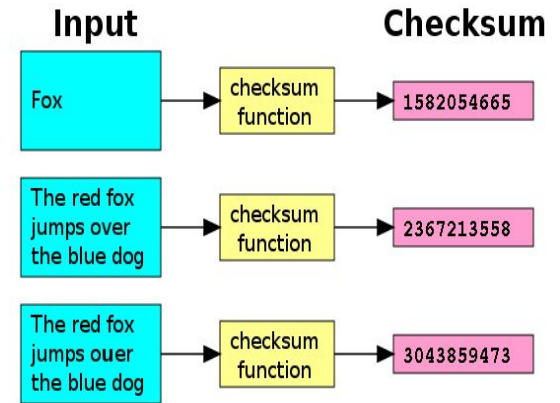 Input
Checksum
Fox
checksum
function
1582054665
The red fox
jumps over
the blue dog
checksum
function
2367213558
The red fox
jumps ouer
the blue dog
checksum
function
3043859473